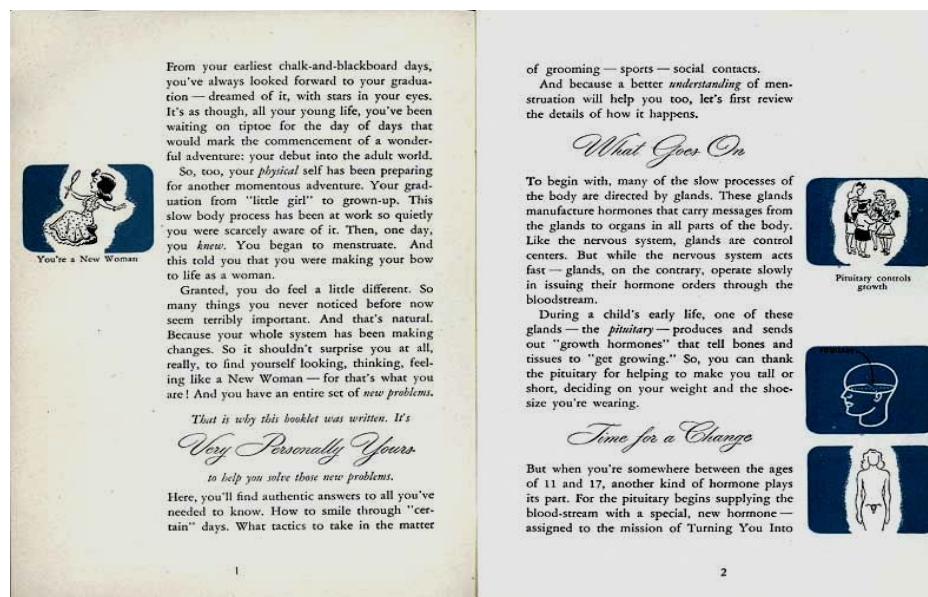 From your earliest chalk-and-blackboard days,
you've always looked forward to your gradua-
tion — dreamed of it, with stars in your eyes.
It's as though, all your young life, you've been
waiting on tiptoe for the day of days that
would mark the commencement of a wonder-
ful adventure: your debut into the adult world.
So, too, your physical self has been preparing
for another momentous adventure. Your grad-
uation from "little girl" to grown-up. This
slow body process has been at work so quietly
you were scarcely aware of it. Then, one day,
you knew. You began to menstruate. And
this told you that you were making your bow
to life as a woman.
Granted, you do feel a little different. So
many things you never noticed before now
seem terribly important. And that's natural.
Because your whole system has been making
changes. So it shouldn't surprise you at all,
really, to find yourself looking, thinking, feel-
ing like a New Woman — for that's what you
are! And you have an entire set of new problems.
That is why this booklet was written. It's
Very Personally Yours
to help you solve those new problems.
Here, you'll find authentic answers to all you've
needed to know. How to smile through "cer-
tain" days. What tactics to take in the matter
You're a New Woman
1
of grooming — sports — social contacts.
And because a better understanding of men-
struation will help you too, let's first review
the details of how it happens.
What Goes On
To begin with, many of the slow processes of
the body are directed by glands. These glands
manufacture hormones that carry messages from
the glands to organs in all parts of the body.
Like the nervous system, glands are control
centers. But while the nervous system acts
fast — glands, on the contrary, operate slowly
in issuing their hormone orders through the
bloodstream.
During a child's early life, one of these
glands — the pituitary — produces and sends
out "growth hormones" that tell bones and
tissues to "get growing." So, you can thank
the pituitary for helping to make you tall or
short, deciding on your weight and the shoe-
size you're wearing.
Time for a Change
But when you're somewhere between the ages
of 11 and 17, another kind of hormone plays
its part. For the pituitary begins supplying the
blood-stream with a special, new hormone —
assigned to the mission of Turning You Into
Pituitary controls
growth
2